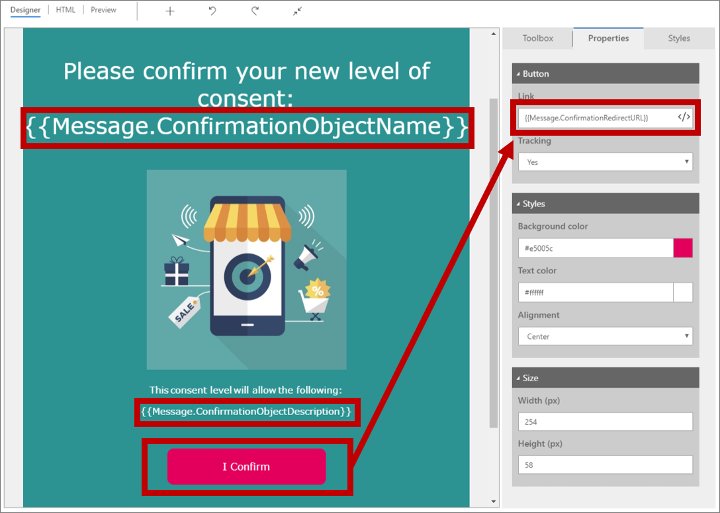 Designer HTML Preview
Please confirm your new level of
consent:
{{Message.ConfirmationObjectName}}
SALE
%
This consent level will allow the following:
{{Message.ConfirmationObjectDescription}}
I Confirm
Toolbox Properties Styles
Button
Link
{{Message.ConfirmationRedirectURL}} </>
Tracking
Yes
Styles
Background color
#e5005c
Text color
#ffffff
Alignment
Center
Size
Width (px)
254
Height (px)
58